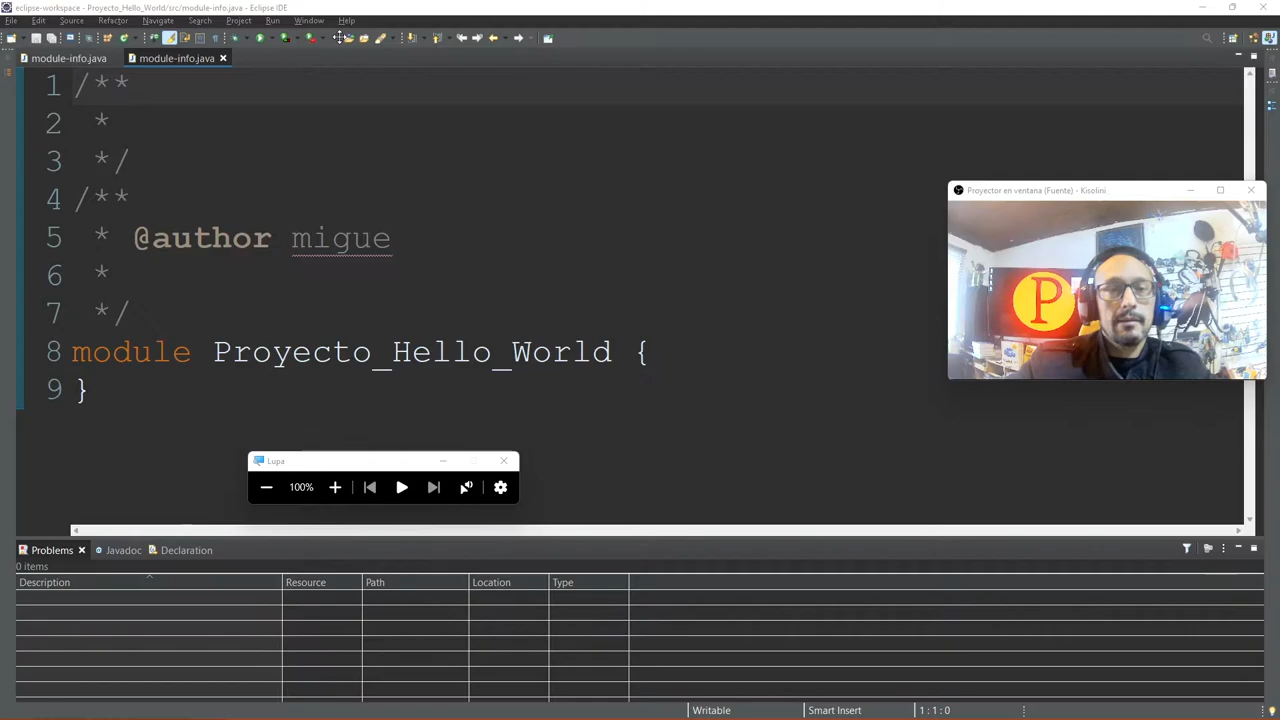 eclipse-workspace - Proyecto_Hello_World/src/module-info.java - Eclipse IDE
File Edit Source Refactor Navigate Search Project Run Window Help
module-info.java module-info.java
1 /**
2 *
3 */
4 /**
5 * @author migue
6 *
7 */
8 module Proyecto_Hello_World {
9 }
Proyector en ventana (Fuente) - Kisolini
P
Lupa
100%
Problems Javadoc Declaration
0 items
Description Resource Path Location Type
Writable Smart Insert 1 : 1 : 0